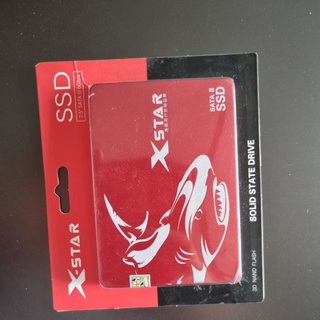 SSD
X-STAR
X-STAR
SATA III
SSD
SOLID STATE DRIVE
3D NAND FLASH